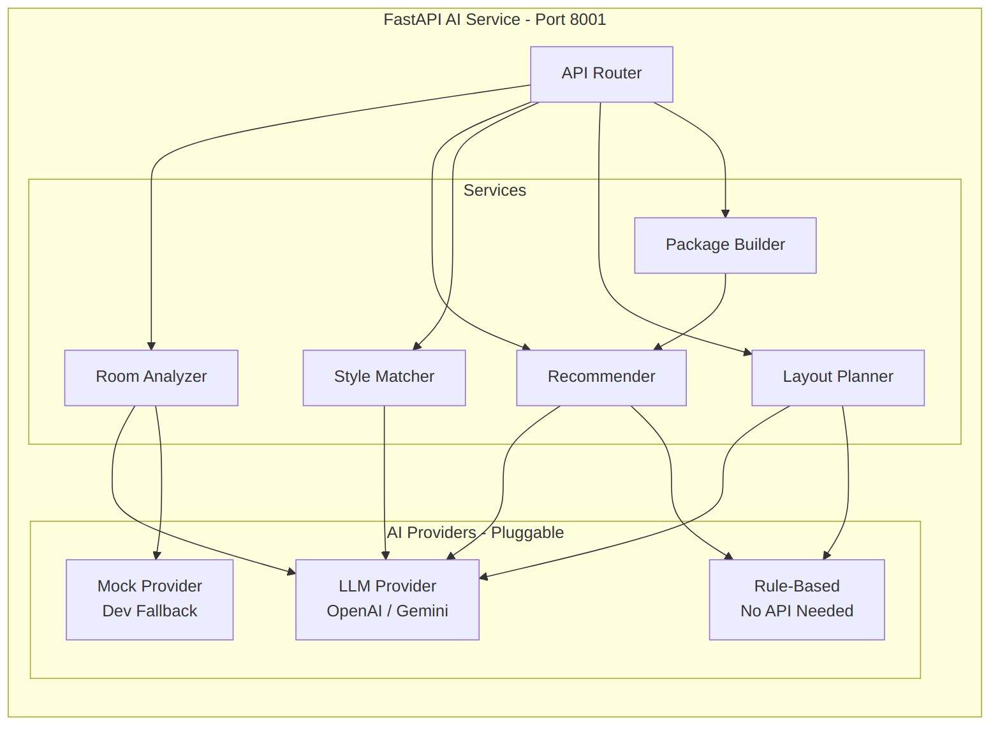 FastAPI AI Service - Port 8001
API Router
Services
Package Builder
Room Analyzer
Style Matcher
Recommender
Layout Planner
AI Providers - Pluggable
Mock Provider
Dev Fallback
LLM Provider
OpenAI / Gemini
Rule-Based
No API Needed